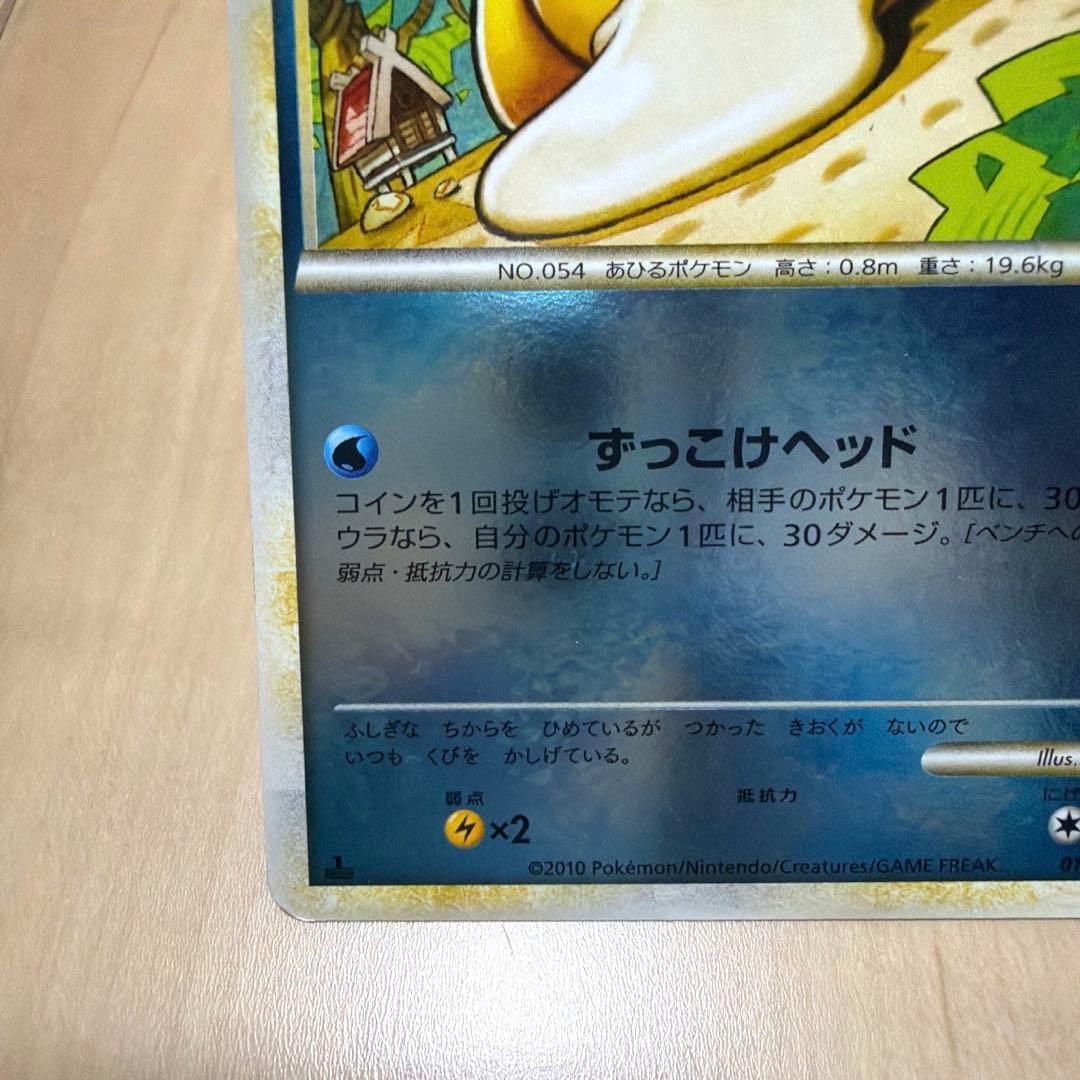 NO.054 あひるポケモン 高さ：0.8m 重さ：19.6kg
ずっこけヘッド
コインを1回投げオモテなら、相手のポケモン1匹に、30
ウラなら、自分のポケモン1匹に、30ダメージ。[ベンチへの
弱点・抵抗力の計算をしない。]
ふしぎな ちからを ひめているが つかった きおくが ないので
いつも くびを かしげている。
Illus.
弱点 抵抗力 にげ
×2
1
©2010 Pokémon/Nintendo/Creatures/GAME FREAK